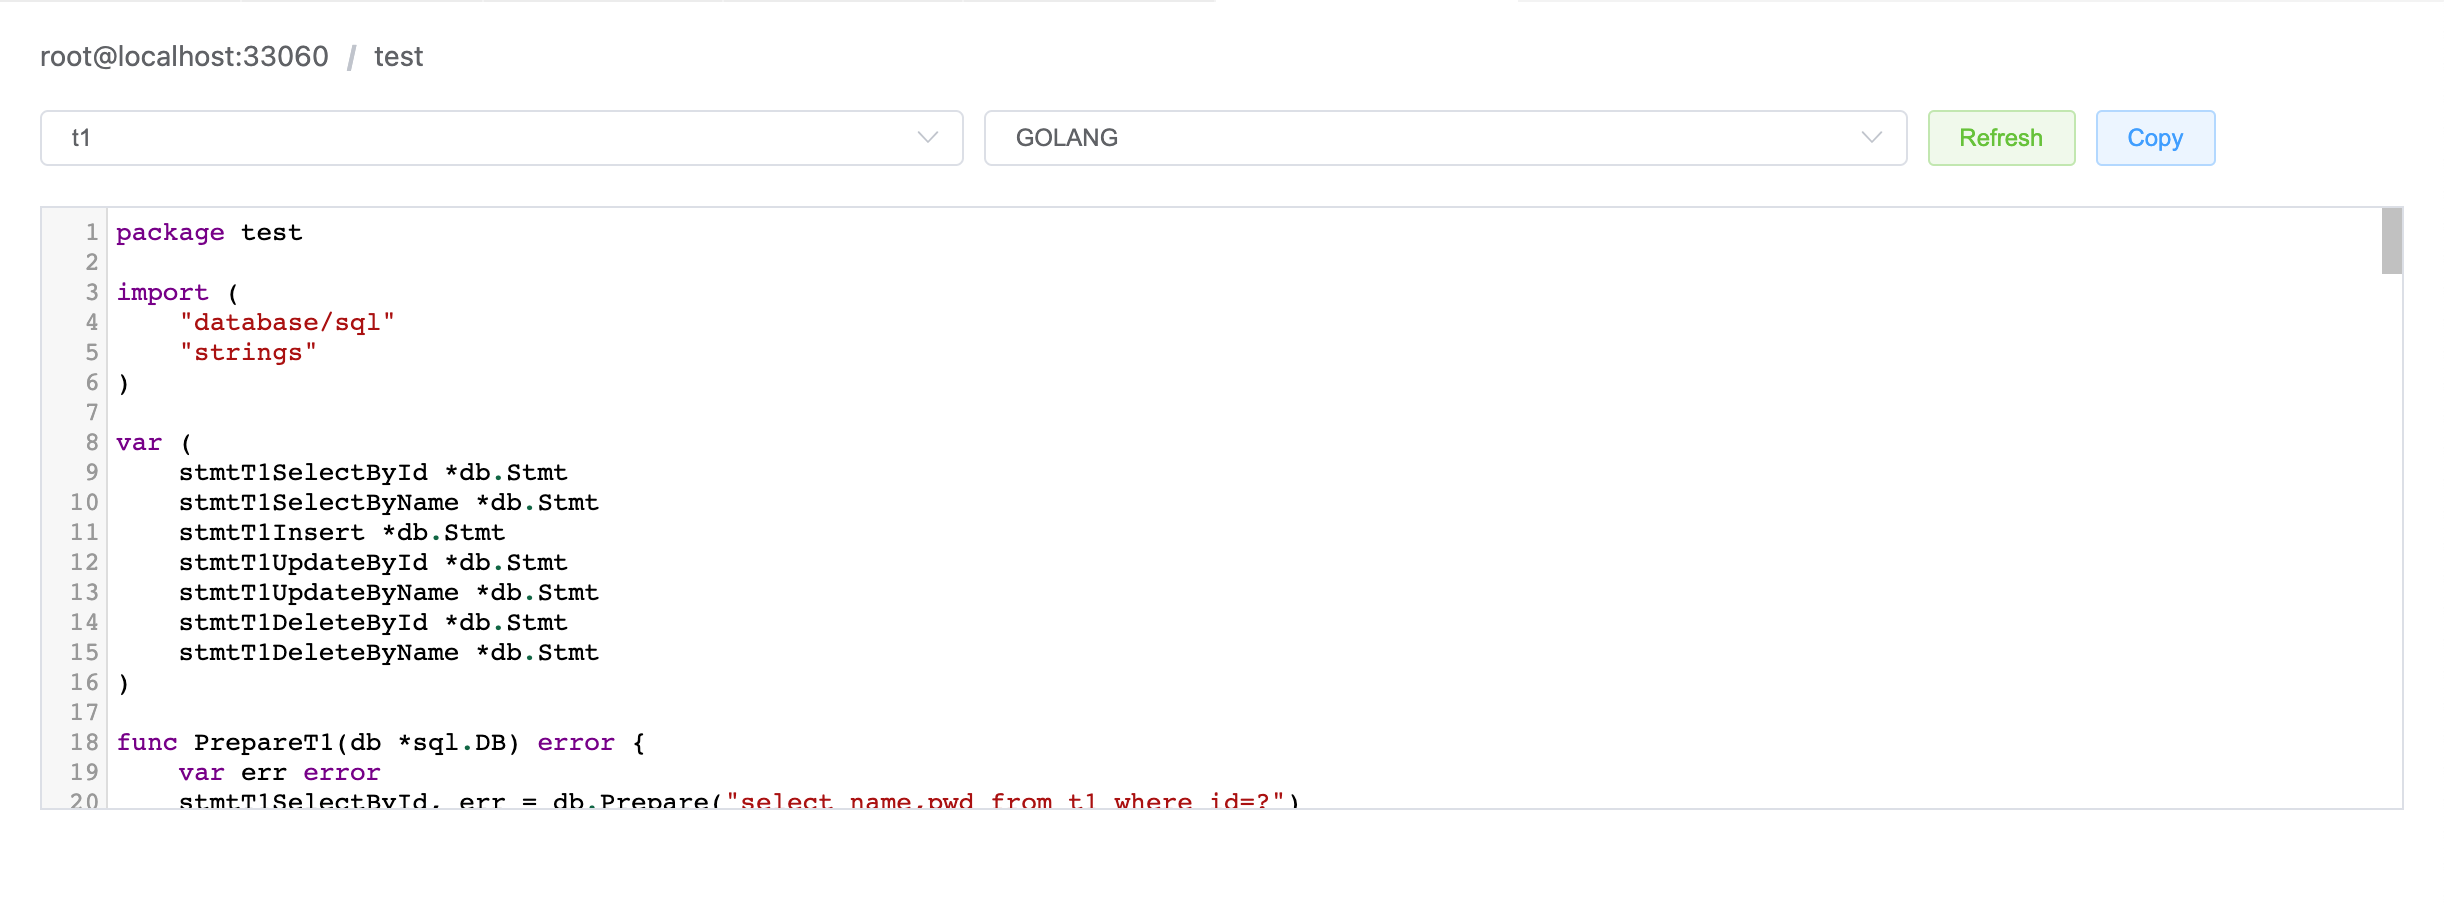 root@localhost:33060 / test
t1 GOLANG Refresh Copy
1 package test
2
3 import (
4 "database/sql"
5 "strings"
6 )
7
8 var (
9 stmtT1SelectById *db.Stmt
10 stmtT1SelectByName *db.Stmt
11 stmtT1Insert *db.Stmt
12 stmtT1UpdateById *db.Stmt
13 stmtT1UpdateByName *db.Stmt
14 stmtT1DeleteById *db.Stmt
15 stmtT1DeleteByName *db.Stmt
16 )
17
18 func PrepareT1(db *sql.DB) error {
19 var err error
20 stmtT1SelectById, err = db.Prepare("select name,pwd from t1 where id=?")